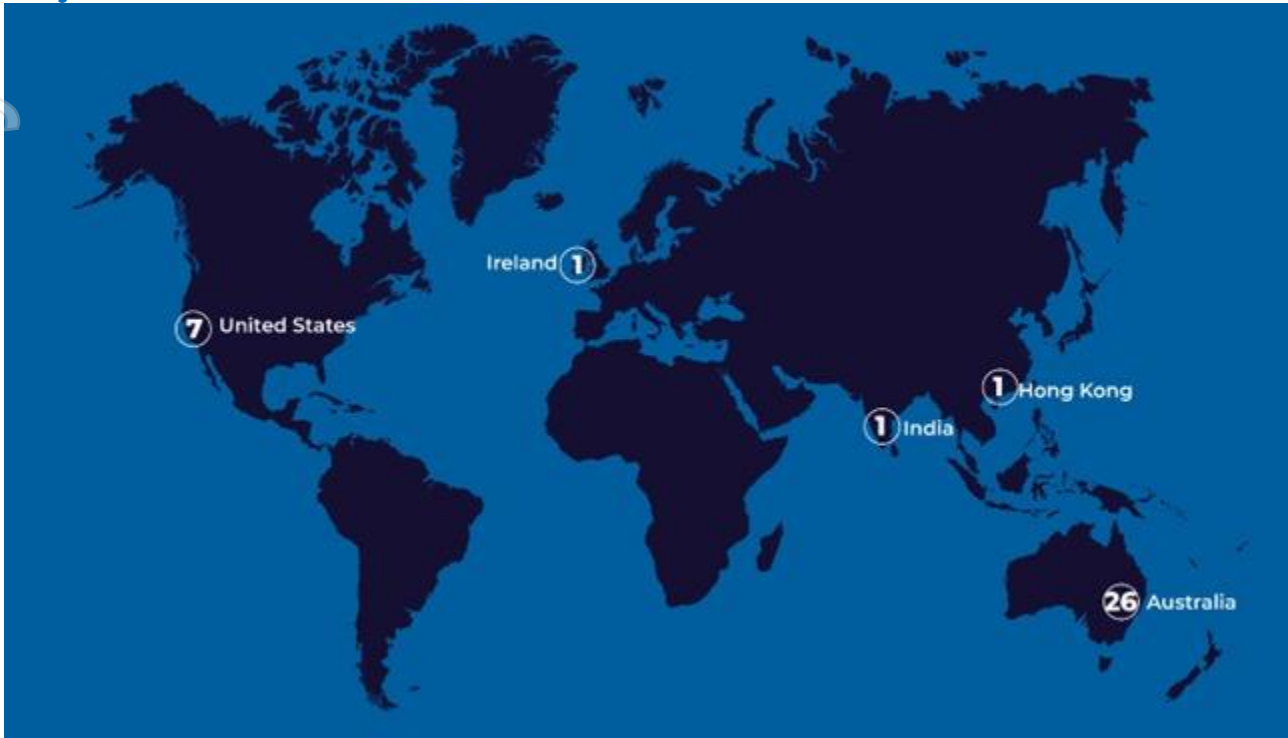 Ireland 1
7 United States
1 Hong Kong
1 India
26 Australia